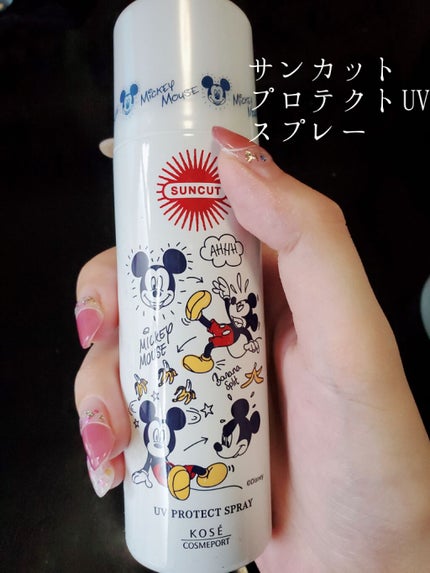 サンカット
プロテクトUV
スプレー
MICKEY MOUSE
SUNCUT
AHHH
MICKEY
MOUSE
Banana
Split
©Disney
UV PROTECT SPRAY
KOSÉ
COSMEPORT